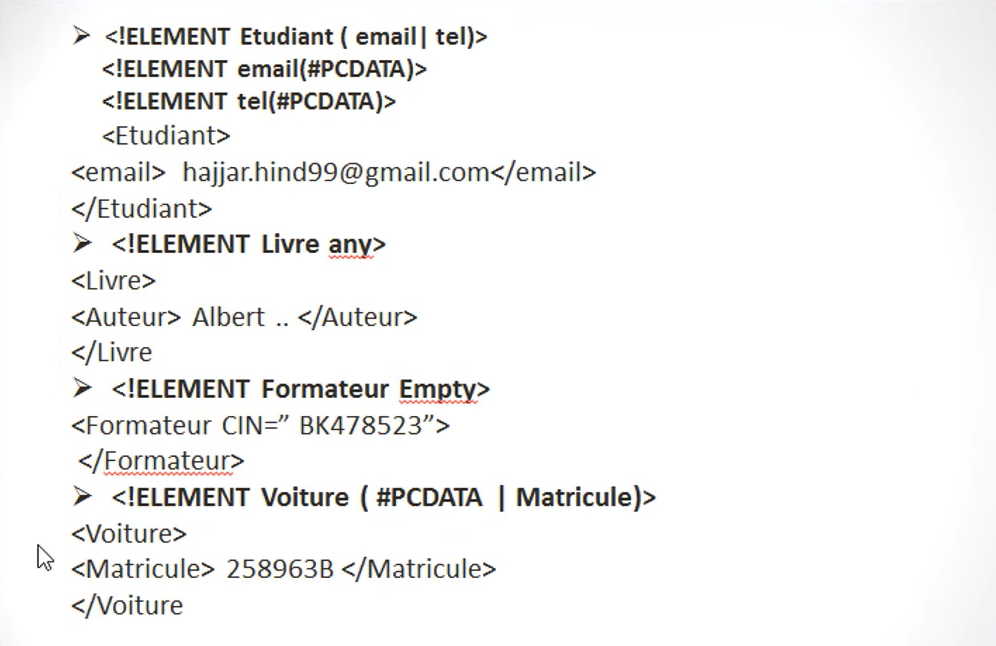 ➢ <!ELEMENT Etudiant ( email| tel)>
<!ELEMENT email(#PCDATA)>
<!ELEMENT tel(#PCDATA)>
<Etudiant>
<email> hajjar.hind99@gmail.com</email>
</Etudiant>
➢ <!ELEMENT Livre any>
<Livre>
<Auteur> Albert .. </Auteur>
</Livre
➢ <!ELEMENT Formateur Empty>
<Formateur CIN=” BK478523”>
</Formateur>
➢ <!ELEMENT Voiture ( #PCDATA | Matricule)>
<Voiture>
<Matricule> 258963B </Matricule>
</Voiture